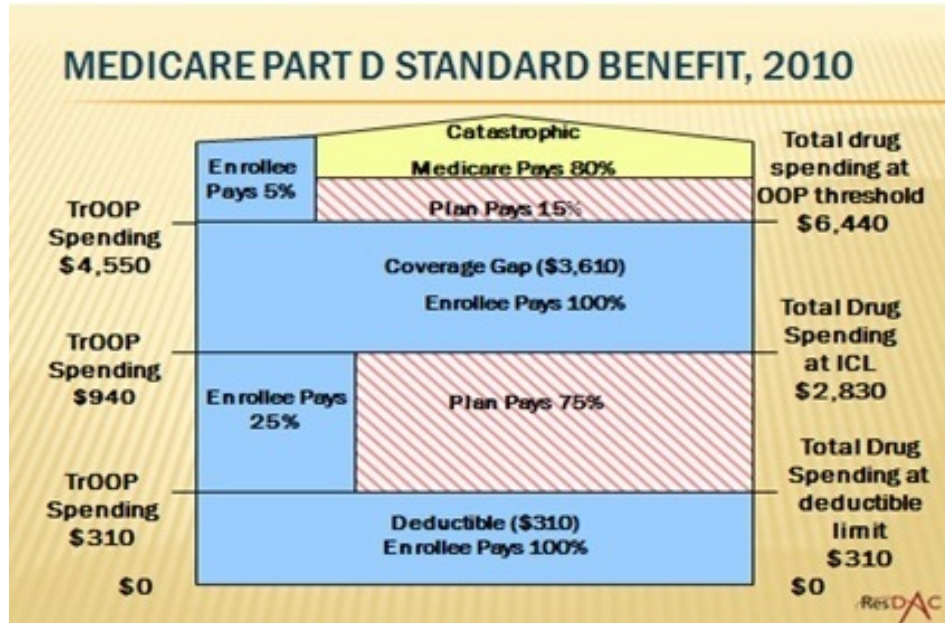 MEDICARE PART D STANDARD BENEFIT, 2010
Catastrophic
Medicare Pays 80%
Enrollee
Pays 5%
Plan Pays 15%
Total drug
spending at
OOP threshold
$6,440
TrOOP
Spending
$4,550
Coverage Gap ($3,610)
Enrollee Pays 100%
Total Drug
Spending
at ICL
$2,830
TrOOP
Spending
$940
Enrollee Pays
25%
Plan Pays 75%
Total Drug
Spending at
deductible
limit
$310
TrOOP
Spending
$310
Deductible ($310)
Enrollee Pays 100%
$0
$0
ResDAC